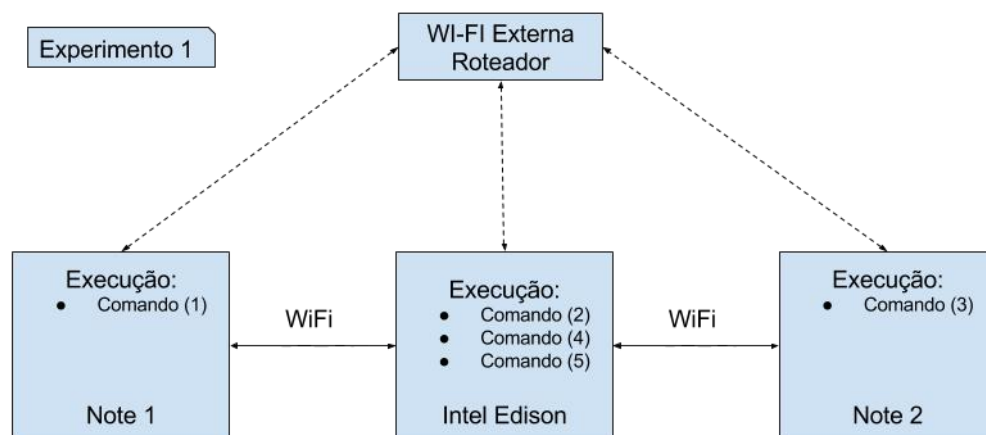 Experimento 1
WI-FI Externa
Roteador
Execução:
● Comando (1)
Note 1
WiFi
Execução:
● Comando (2)
● Comando (4)
● Comando (5)
Intel Edison
WiFi
Execução:
● Comando (3)
Note 2